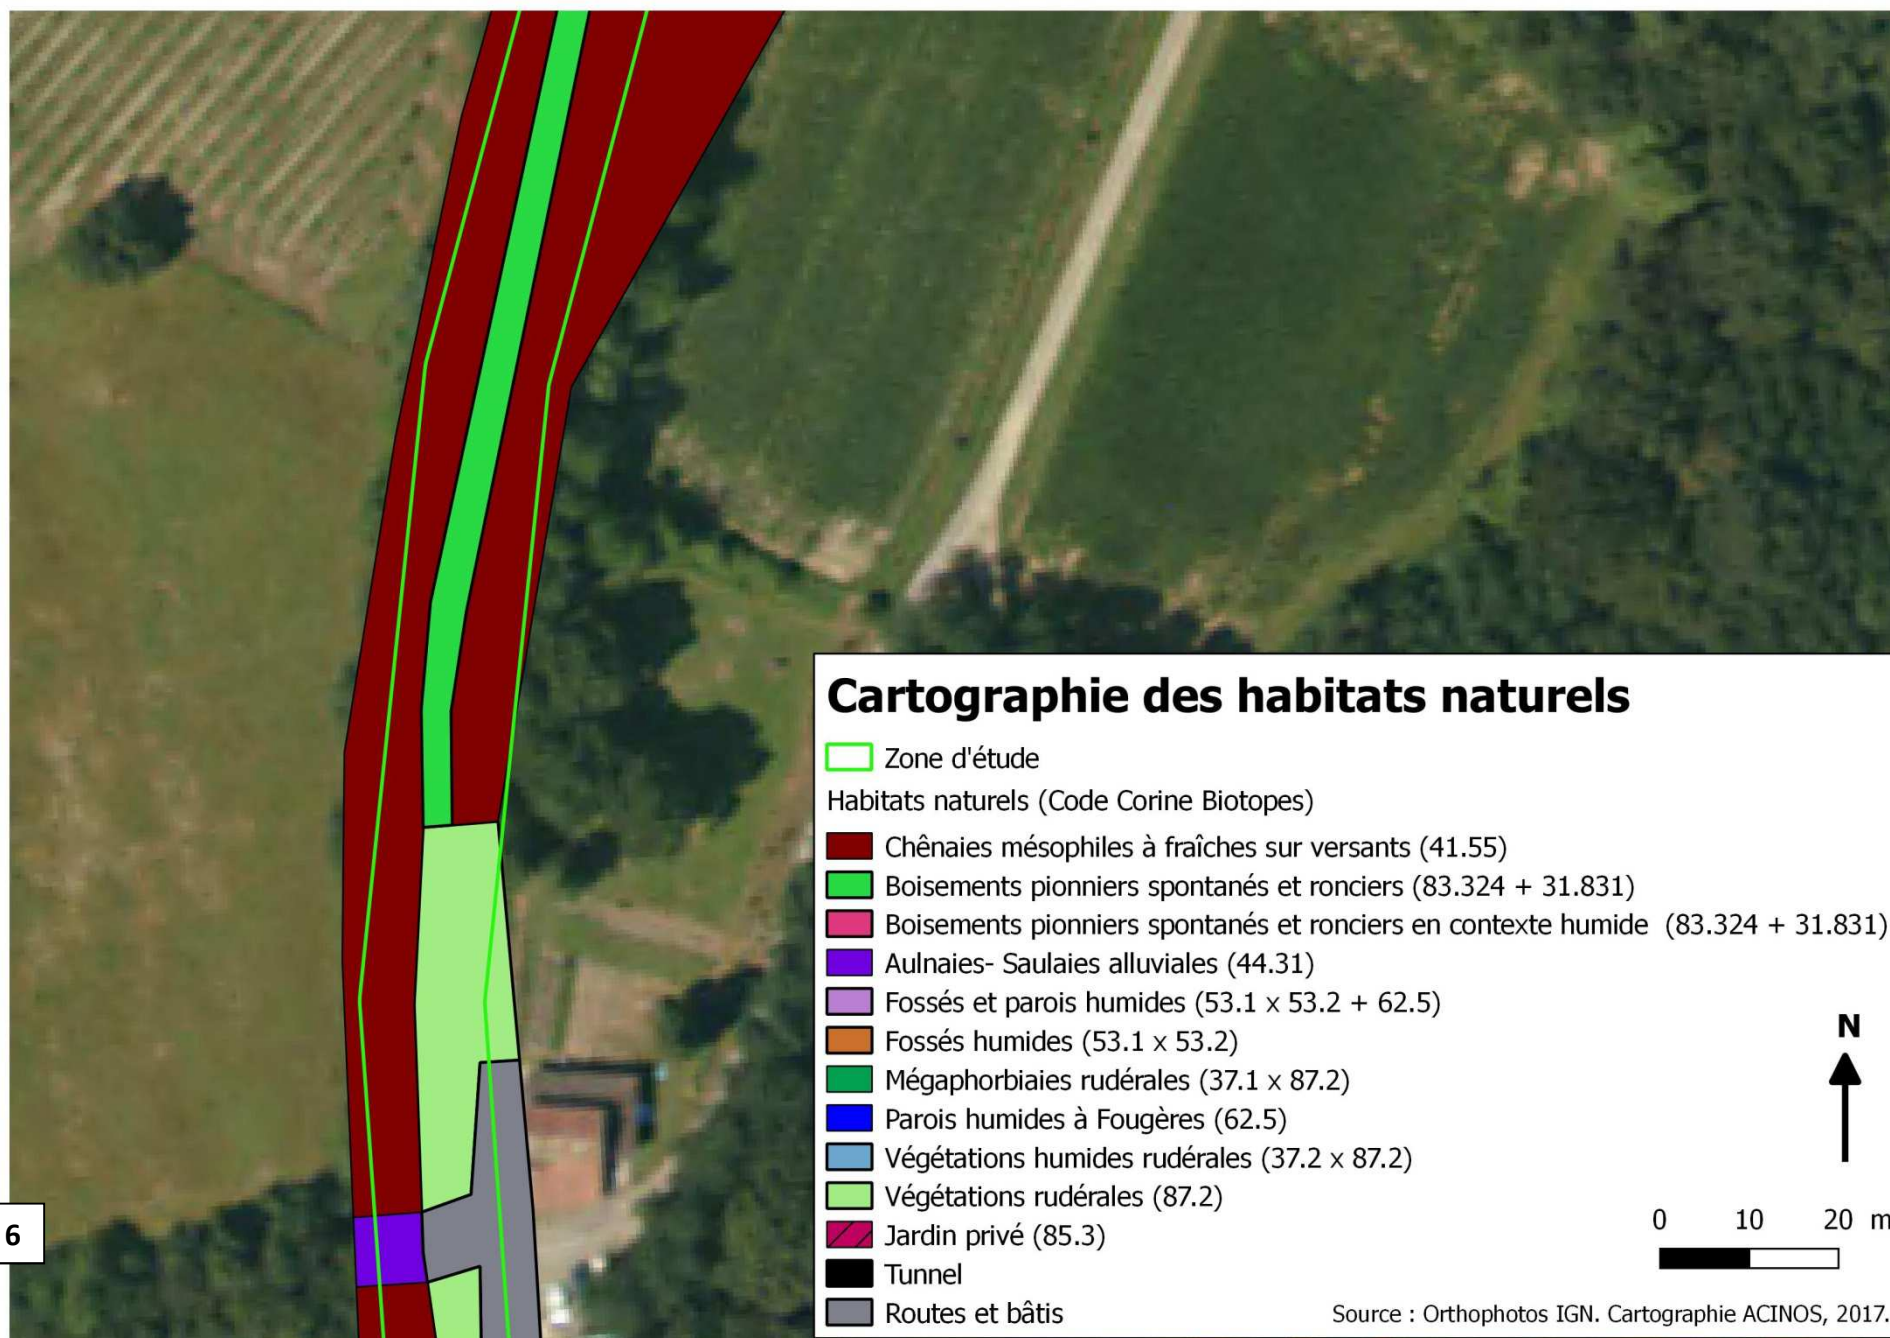 Cartographie des habitats naturels
Zone d'étude
Habitats naturels (Code Corine Biotopes)
Chênaies mésophiles à fraîches sur versants (41.55)
Boisements pionniers spontanés et ronciers (83.324 + 31.831)
Boisements pionniers spontanés et ronciers en contexte humide (83.324 + 31.831)
Aulnaies- Saulaies alluviales (44.31)
Fossés et parois humides (53.1 x 53.2 + 62.5)
Fossés humides (53.1 x 53.2)
Mégaphorbiaies rudérales (37.1 x 87.2)
Parois humides à Fougères (62.5)
Végétations humides rudérales (37.2 x 87.2)
Végétations rudérales (87.2)
Jardin privé (85.3)
Tunnel
Routes et bâtis
N
0 10 20 m
Source : Orthophotos IGN. Cartographie ACINOS, 2017.
6